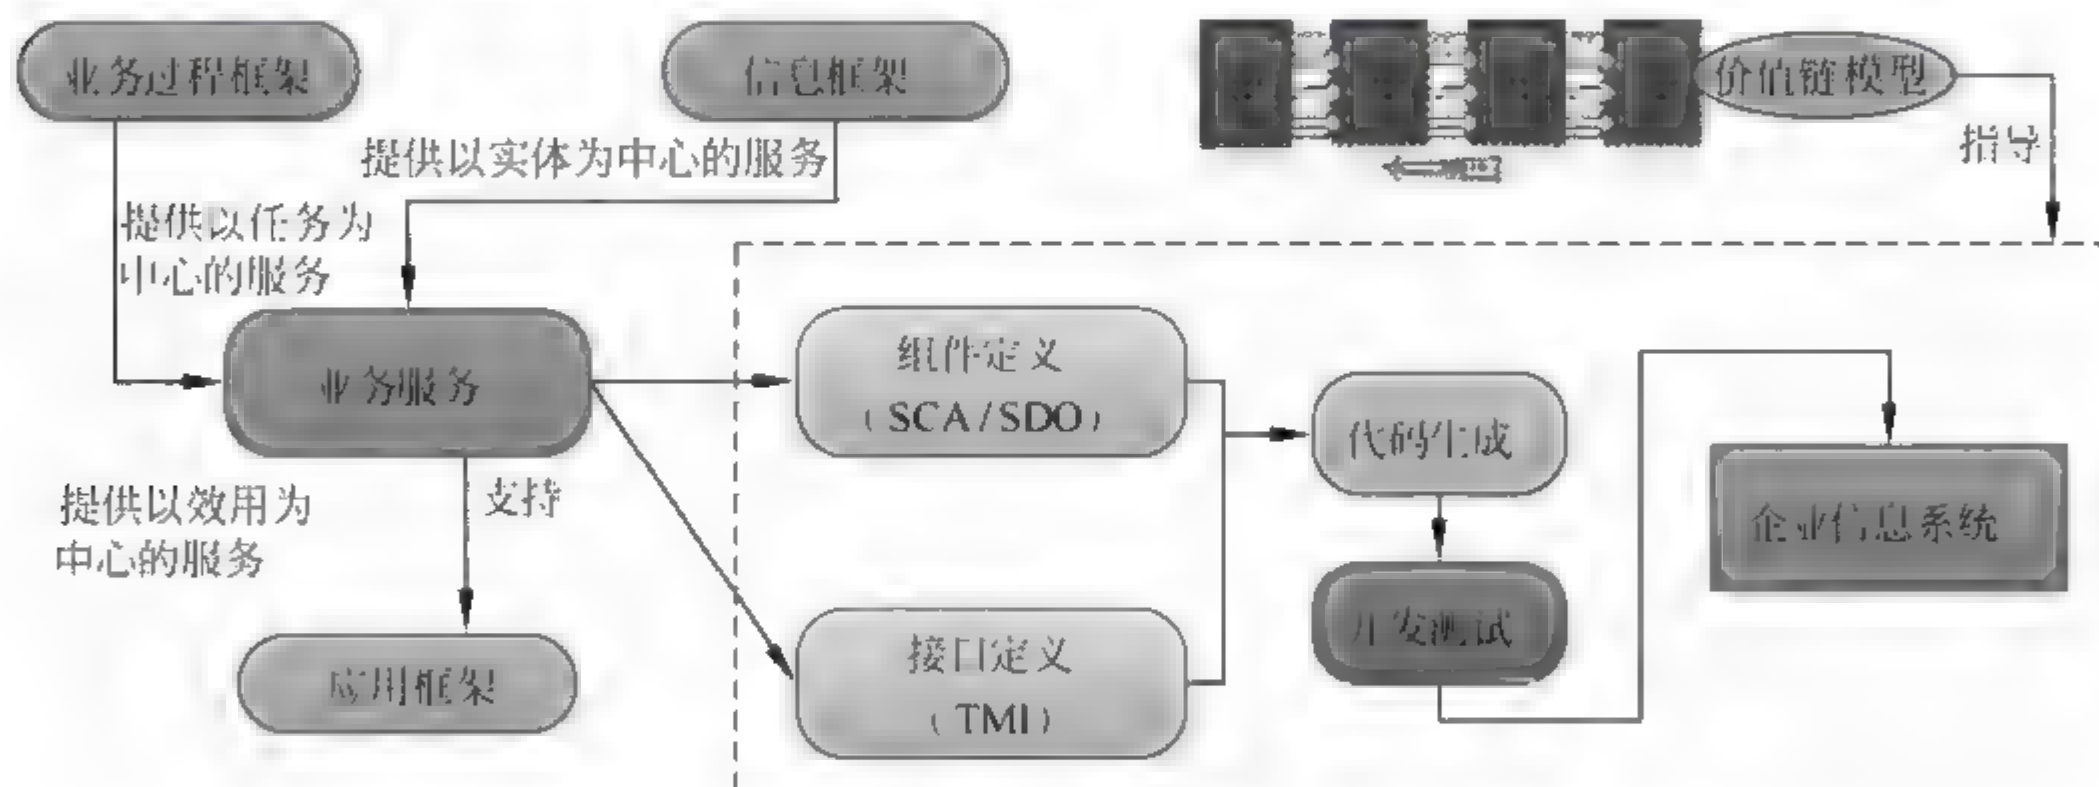 业务过程框架
信息框架
价值链模型
提供以实体为中心的服务
指导
提供以任务为
中心的服务
业务服务
组件定义
（SCA/SDO）
代码生成
企业信息系统
提供以效用为
中心的服务
支持
开发测试
应用框架
接口定义
（TMI）